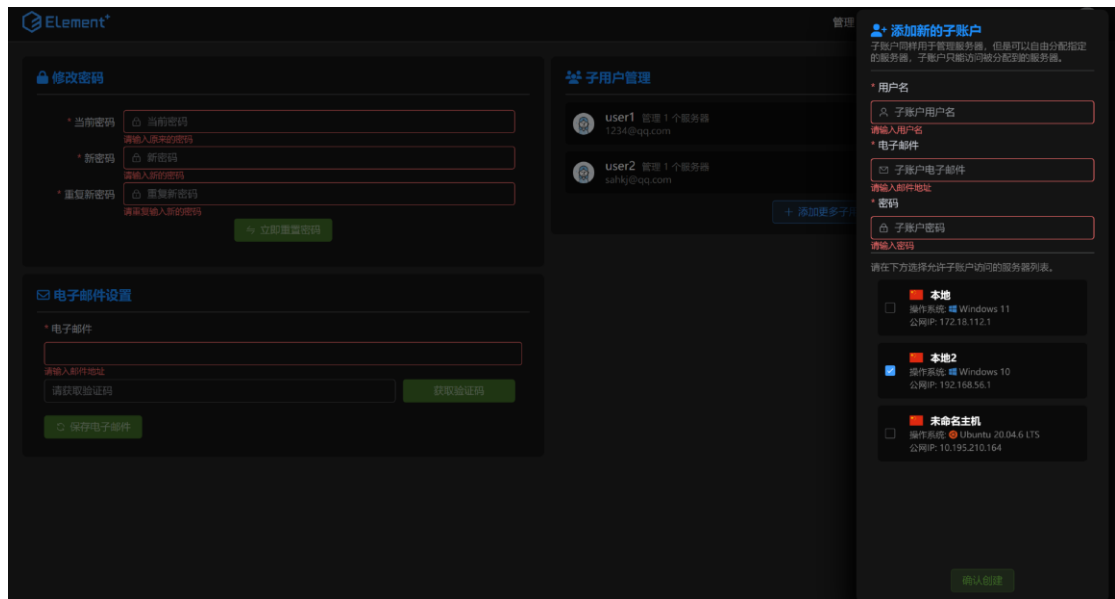 Element+
管理
修改密码
* 当前密码 当前密码
请输入原来的密码
* 新密码 新密码
请输入新的密码
* 重复新密码 重复新密码
请重复输入新的密码
立即重置密码
电子邮件设置
* 电子邮件
请输入邮件地址
请获取验证码 获取验证码
保存电子邮件
子用户管理
user1 管理 1 个服务器
1234@qq.com
user2 管理 1 个服务器
sahkj@qq.com
+ 添加更多子用
添加新的子账户
子账户同样用于管理服务器，但是可以自由分配指定
的服务器，子账户只能访问被分配到的服务器。
* 用户名
子账户用户名
请输入用户名
* 电子邮件
子账户电子邮件
请输入邮件地址
* 密码
子账户密码
请输入密码
请在下方选择允许子账户访问的服务器列表。
本地
操作系统: Windows 11
公网IP: 172.18.112.1
本地2
操作系统: Windows 10
公网IP: 192.168.56.1
未命名主机
操作系统: Ubuntu 20.04.6 LTS
公网IP: 10.195.210.164
确认创建